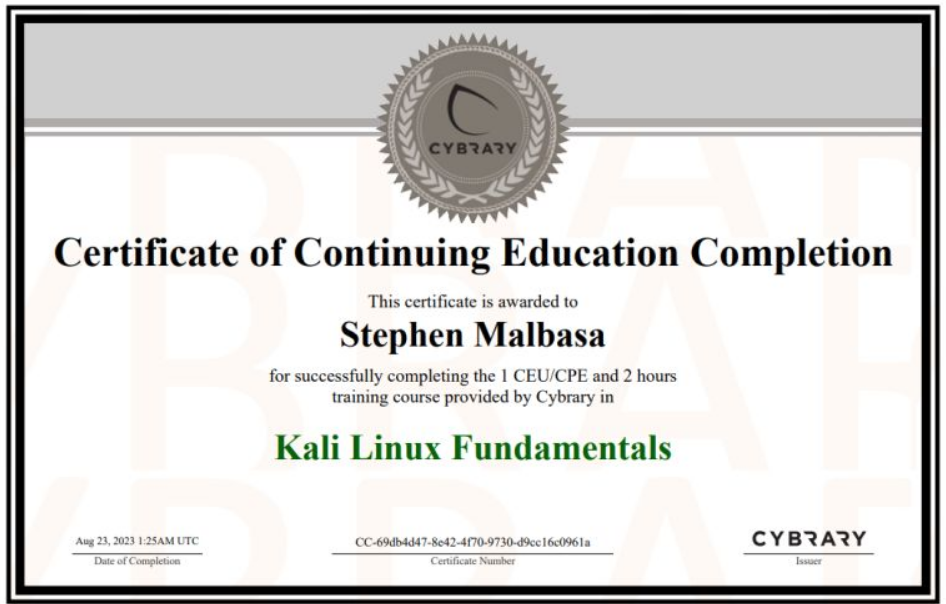 CYBRARY
Certificate of Continuing Education Completion
This certificate is awarded to
Stephen Malbasa
for successfully completing the 1 CEU/CPE and 2 hours
training course provided by Cybrary in
Kali Linux Fundamentals
Aug 23, 2023 1:25AM UTC
Date of Completion
CC-69db4d47-8e42-4f70-9730-d9cc16c0961a
Certificate Number
CYBRARY
Issuer